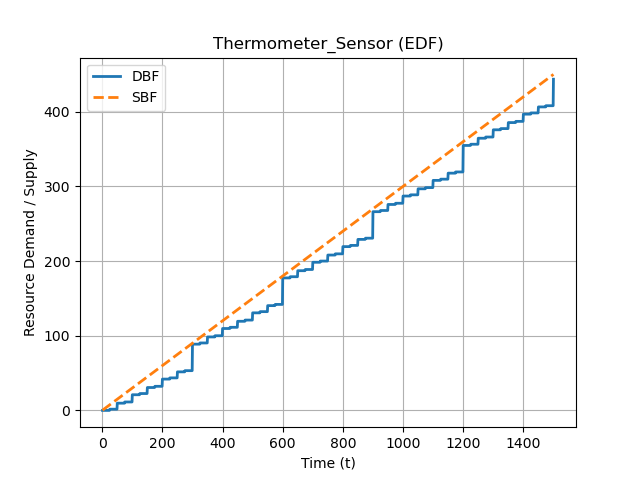 Thermometer_Sensor (EDF)
DBF
SBF
Resource Demand / Supply
400
300
200
100
0
0 200 400 600 800 1000 1200 1400
Time (t)